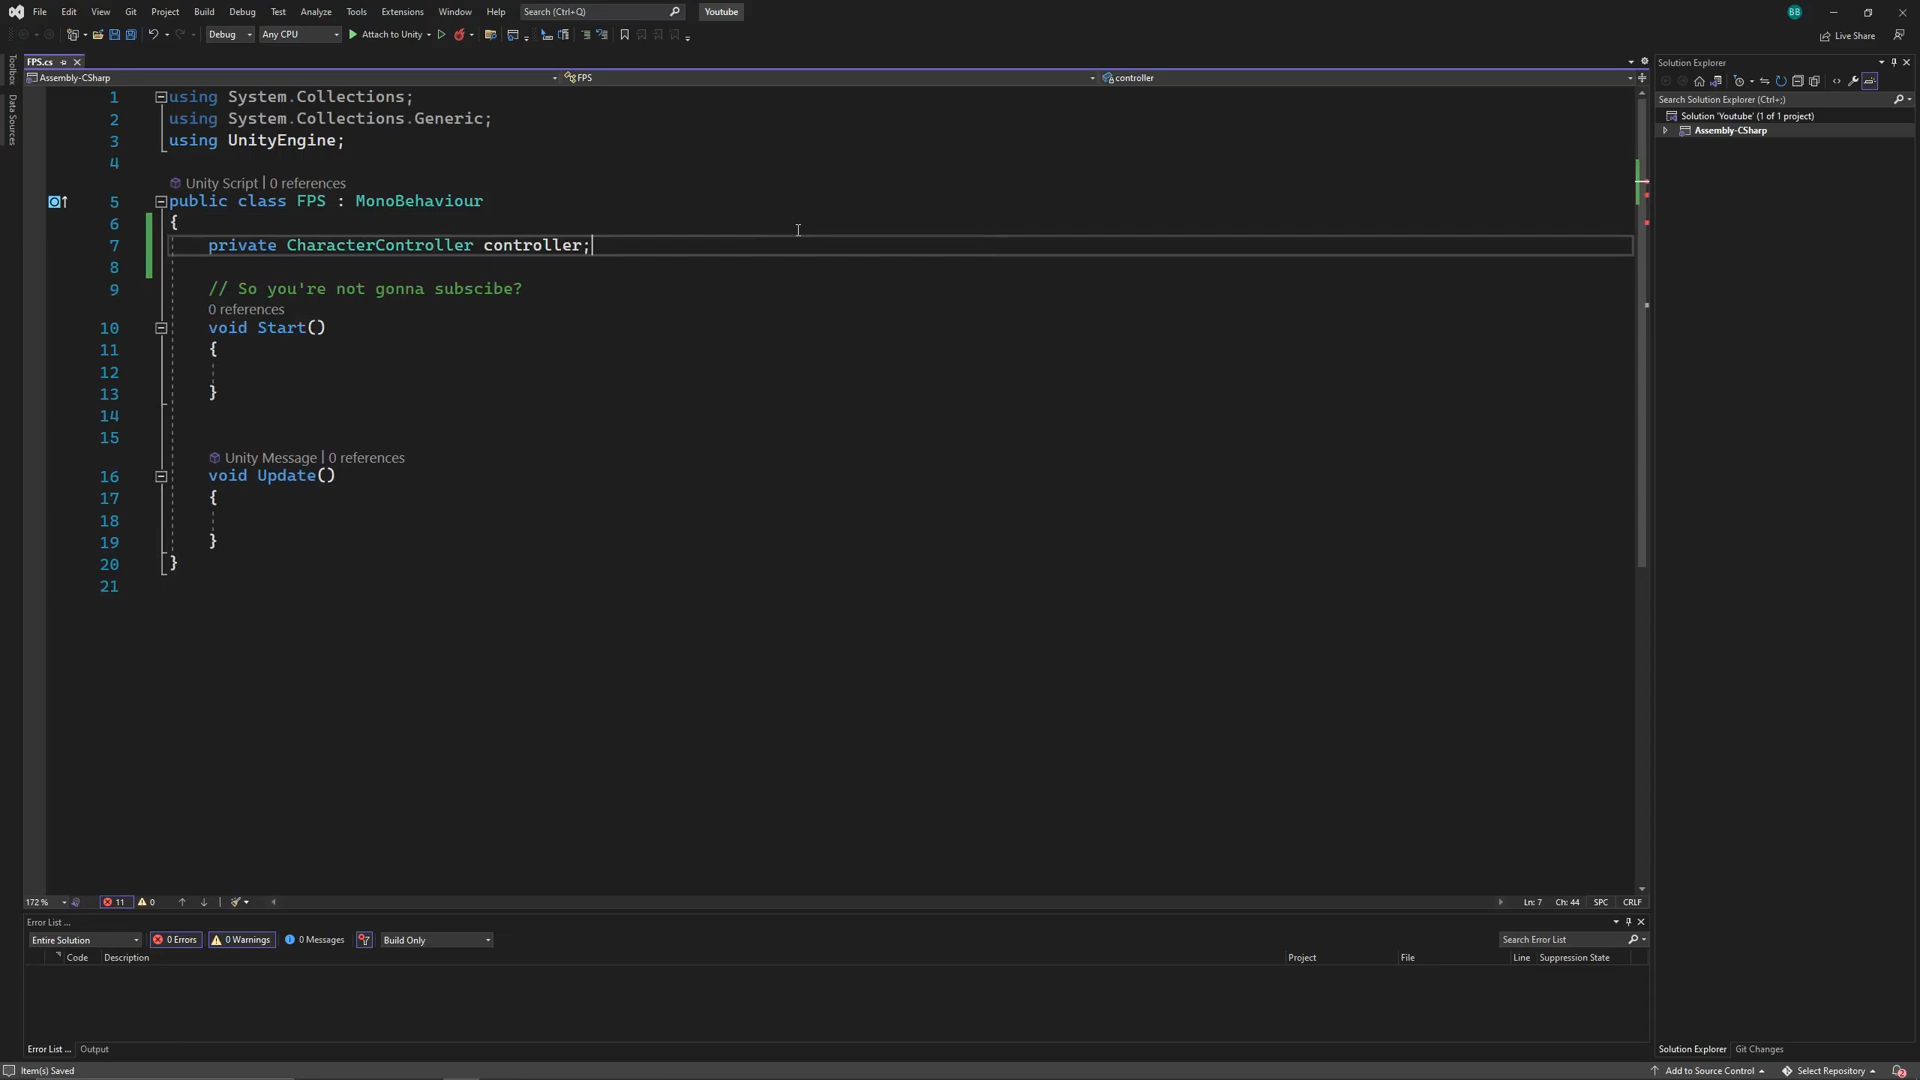 File Edit View Git Project Build Debug Test Analyze Tools Extensions Window Help Search (Ctrl+Q) Youtube BB
Debug Any CPU Attach to Unity Live Share
Toolbox
Data Sources
FPS.cs
Assembly-CSharp FPS controller
1 using System.Collections;
2 using System.Collections.Generic;
3 using UnityEngine;
4
Unity Script | 0 references
5 public class FPS : MonoBehaviour
6 {
7 private CharacterController controller;
8
9 // So you're not gonna subscibe?
0 references
10 void Start()
11 {
12
13 }
14
15
Unity Message | 0 references
16 void Update()
17 {
18
19 }
20 }
21
172 % 11 0 Ln: 7 Ch: 44 SPC CRLF
Error List ...
Entire Solution 0 Errors 0 Warnings 0 Messages Build Only Search Error List
Code Description Project File Line Suppression State
Error List ... Output
Solution Explorer
Search Solution Explorer (Ctrl+;)
Solution 'Youtube' (1 of 1 project)
Assembly-CSharp
Solution Explorer Git Changes
Item(s) Saved Add to Source Control Select Repository 2